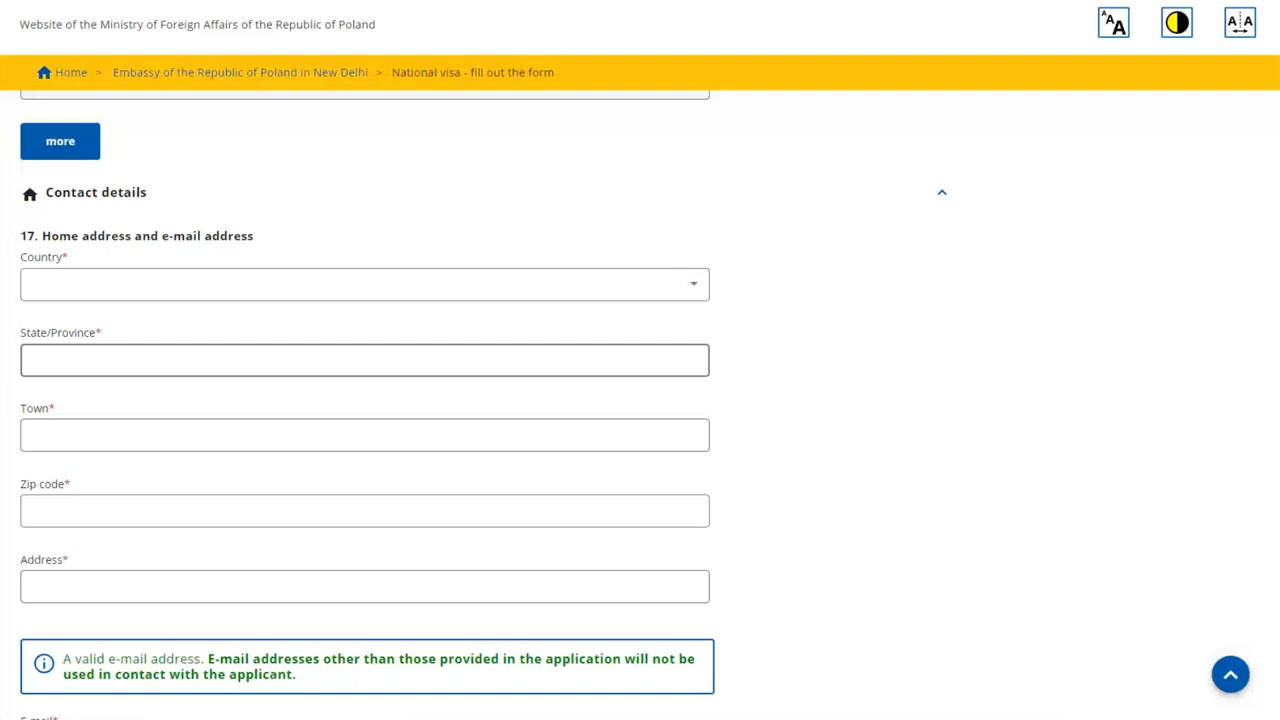 Website of the Ministry of Foreign Affairs of the Republic of Poland
AAA
A A
Home > Embassy of the Republic of Poland in New Delhi > National visa - fill out the form
more
Contact details
17. Home address and e-mail address
Country*
State/Province*
Town*
Zip code*
Address*
A valid e-mail address. E-mail addresses other than those provided in the application will not be
used in contact with the applicant.
E-mail*